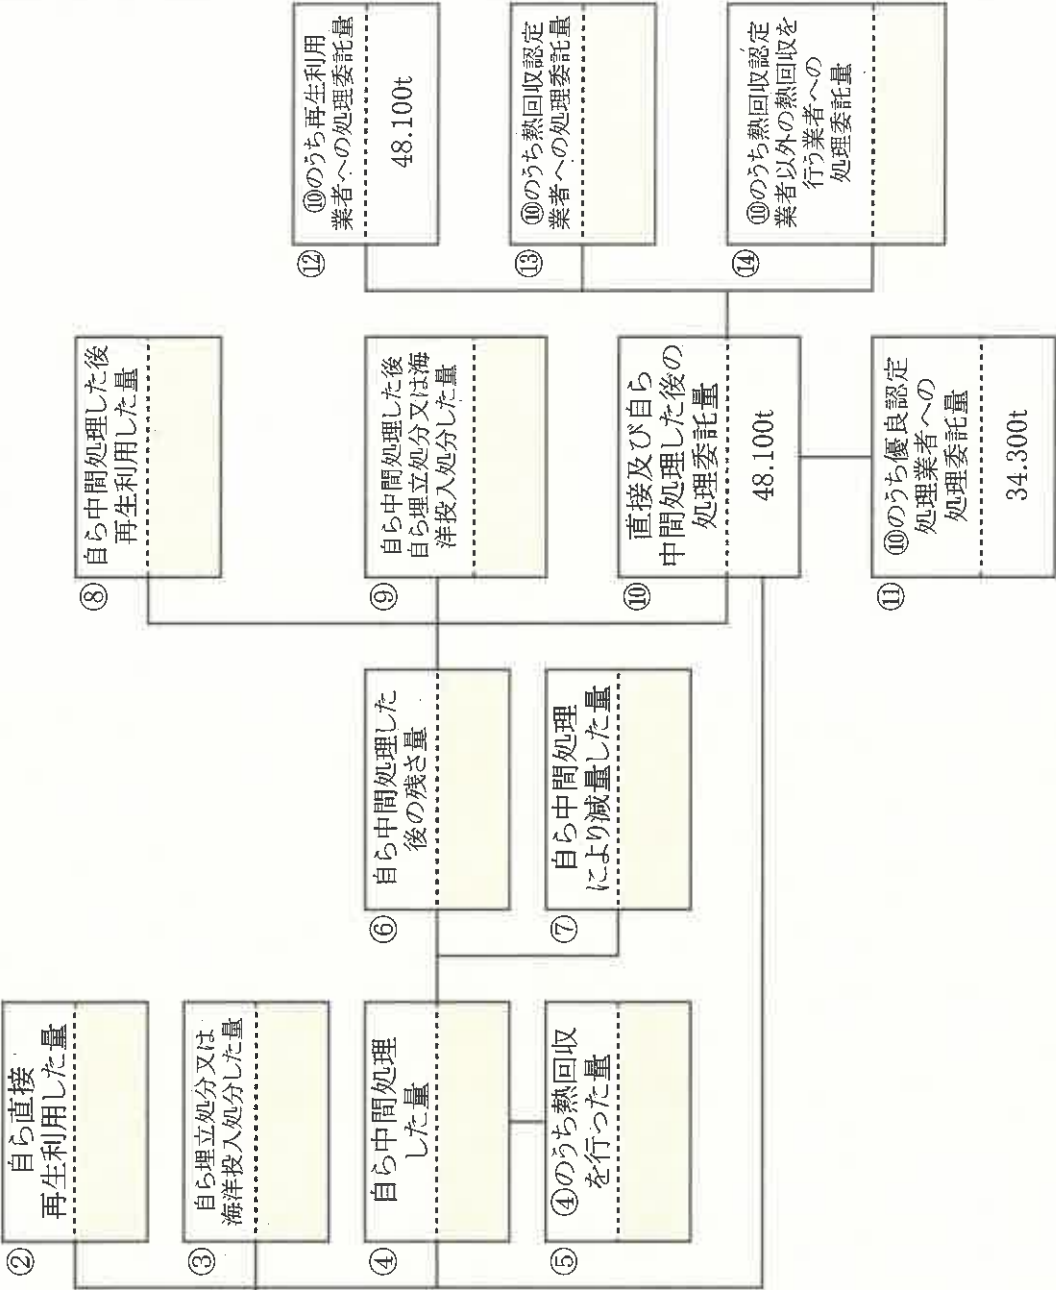 ②
自ら直接
再生利用した量
③
自ら埋立処分又は
海洋投入処分した量
④
自ら中間処理
した量
⑤
④のうち熱回収
を行った量
⑥
自ら中間処理した
後の残さ量
⑦
自ら中間処理
により減量した量
⑧
自ら中間処理した後
再生利用した量
⑨
自ら中間処理した後
自ら埋立処分又は海
洋投入処分した量
⑩
直接及び自ら
中間処理した後の
処理委託量
48.100t
⑪
⑩のうち優良認定
処理業者への
処理委託量
34.300t
⑫
⑩のうち再生利用
業者への処理委託量
48.100t
⑬
⑩のうち熱回収認定
業者への処理委託量
⑭
⑩のうち熱回収認定
業者以外の熱回収を
行う業者への
処理委託量